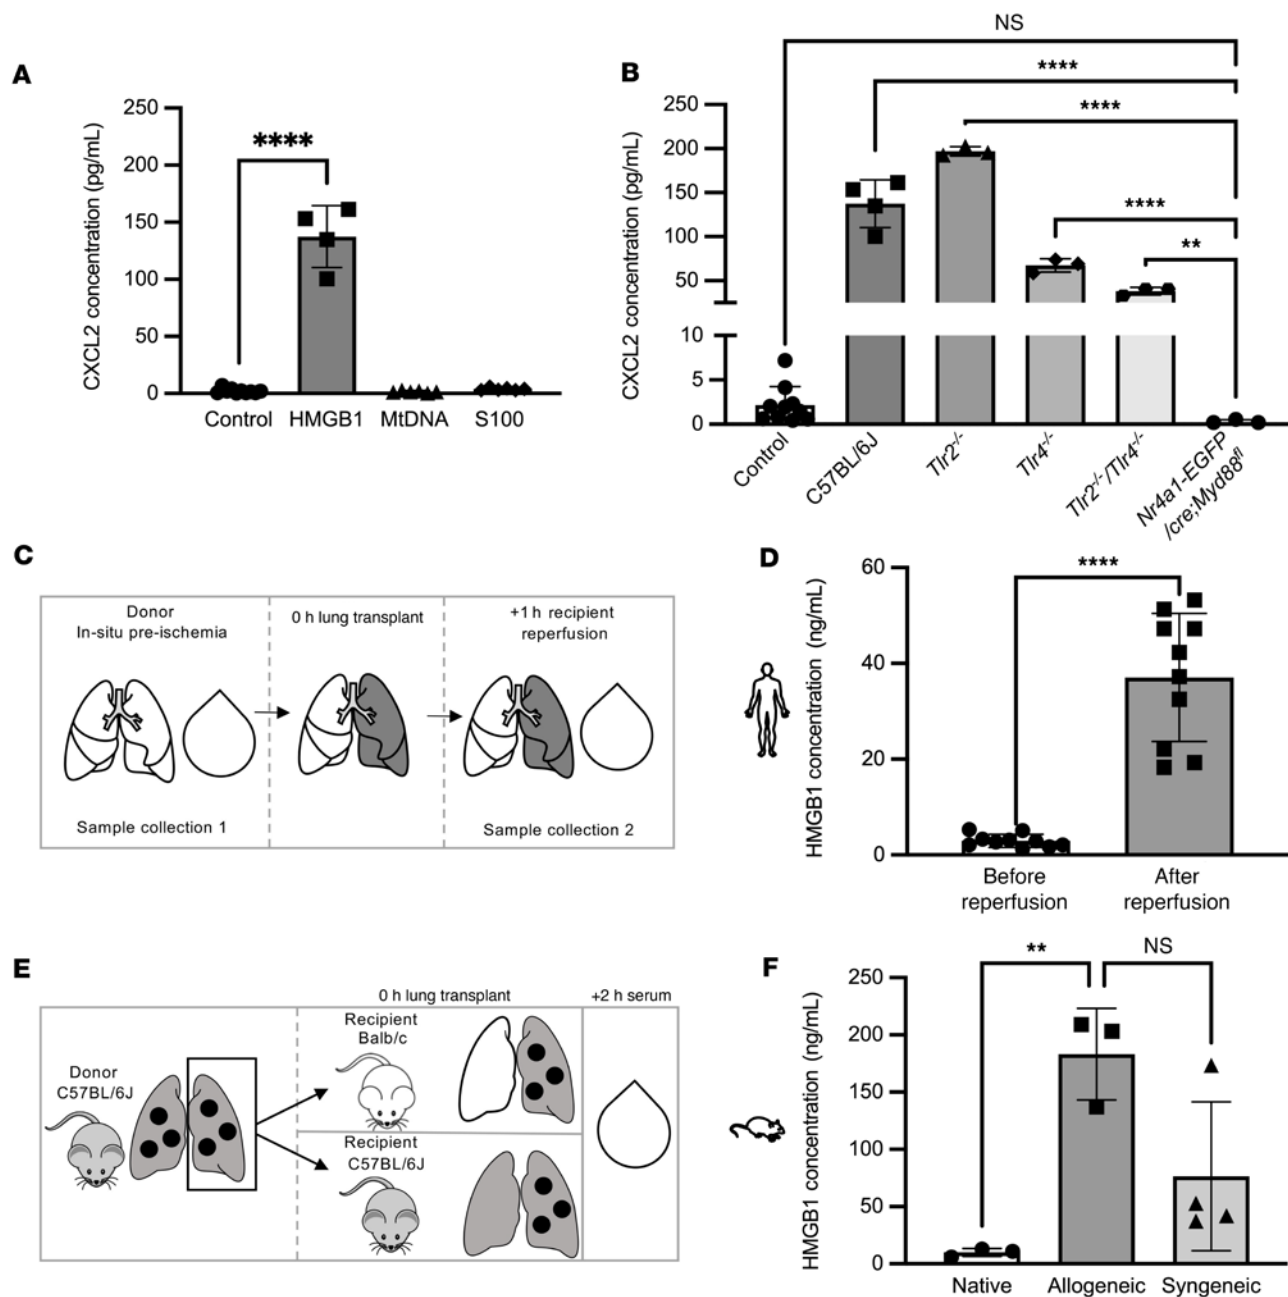 A
CXCL2 concentration (pg/mL)
250
200
150
100
50
0
****
Control
HMGB1
MtDNA
S100
B
CXCL2 concentration (pg/mL)
250
200
150
100
50
10
5
0
NS
****
****
****
**
Control
C57BL/6J
Tlr2-/-
Tlr4-/-
Tlr2-/-/Tlr4-/-
Nr4a1-EGFP
/cre;Myd88fl
C
Donor
In-situ pre-ischemia
0 h lung transplant
+1 h recipient
reperfusion
Sample collection 1
Sample collection 2
D
HMGB1 concentration (ng/mL)
60
40
20
0
****
Before
reperfusion
After
reperfusion
E
0 h lung transplant
+2 h serum
Donor
C57BL/6J
Recipient
Balb/c
Recipient
C57BL/6J
F
HMGB1 concentration (ng/mL)
250
200
150
100
50
0
**
NS
Native
Allogeneic
Syngeneic